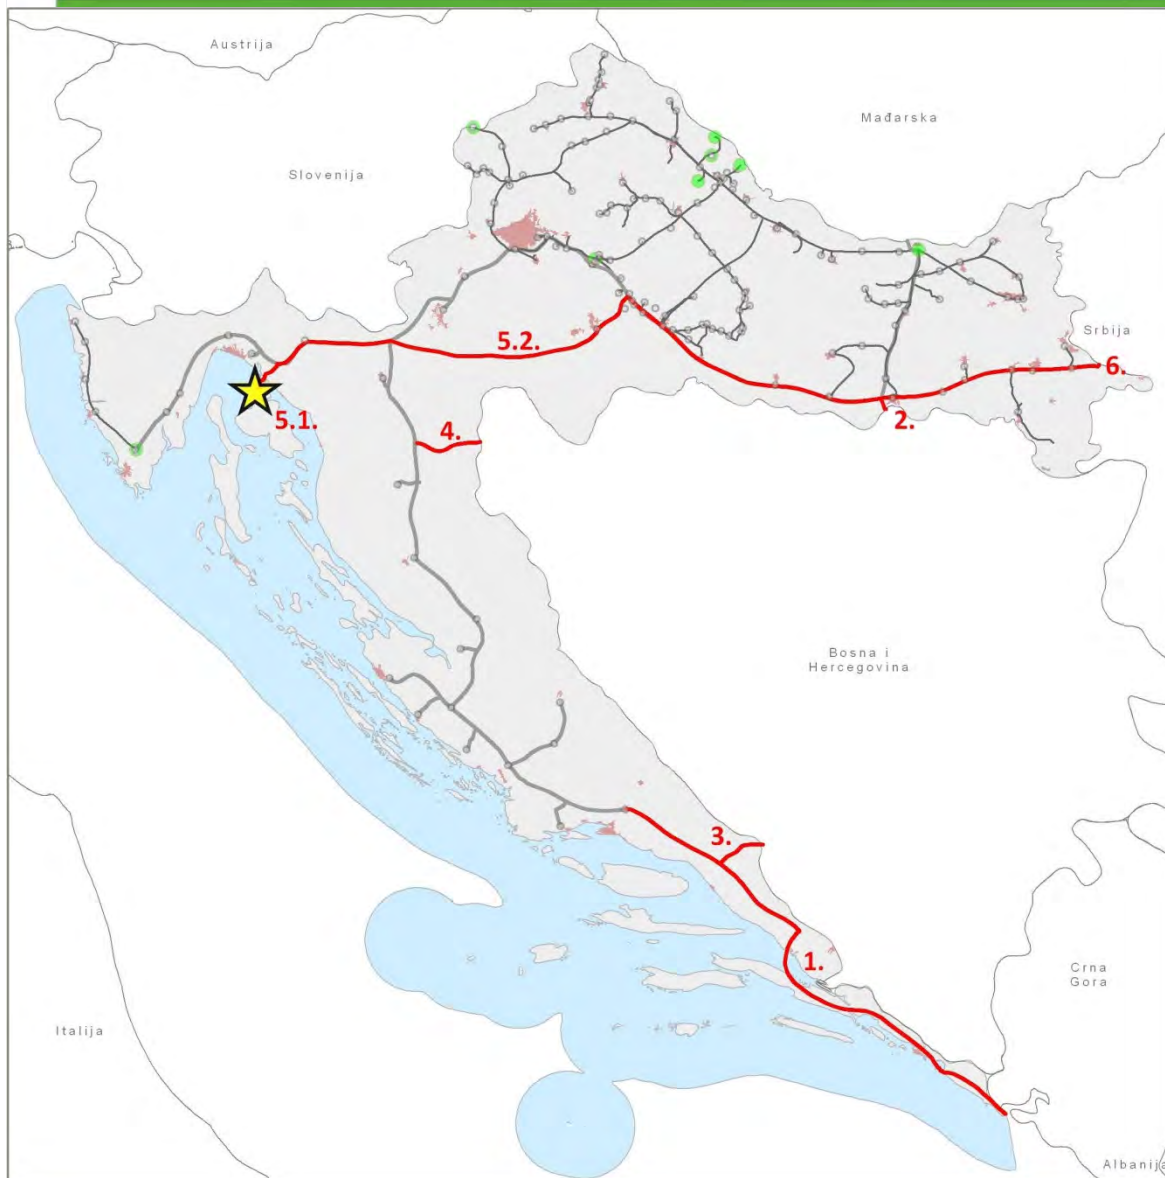 Austrija
Mađarska
Slovenija
Srbija
5.2.
6.
5.1.
2.
4.
Bosna i
Hercegovina
3.
1.
Crna
Gora
Italija
Albanija